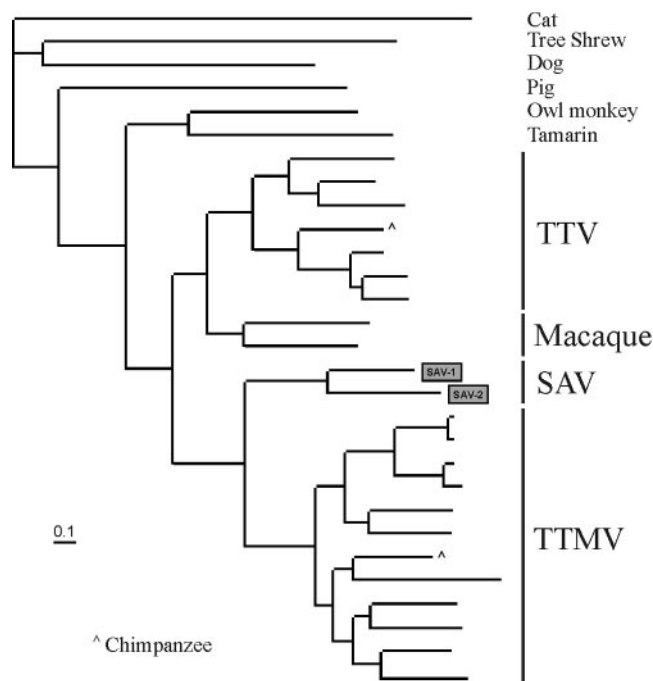 Cat
Tree Shrew
Dog
Pig
Owl monkey
Tamarin
^
TTV
Macaque
SAV-1
SAV-2
SAV
0.1
^
TTMV
^ Chimpanzee